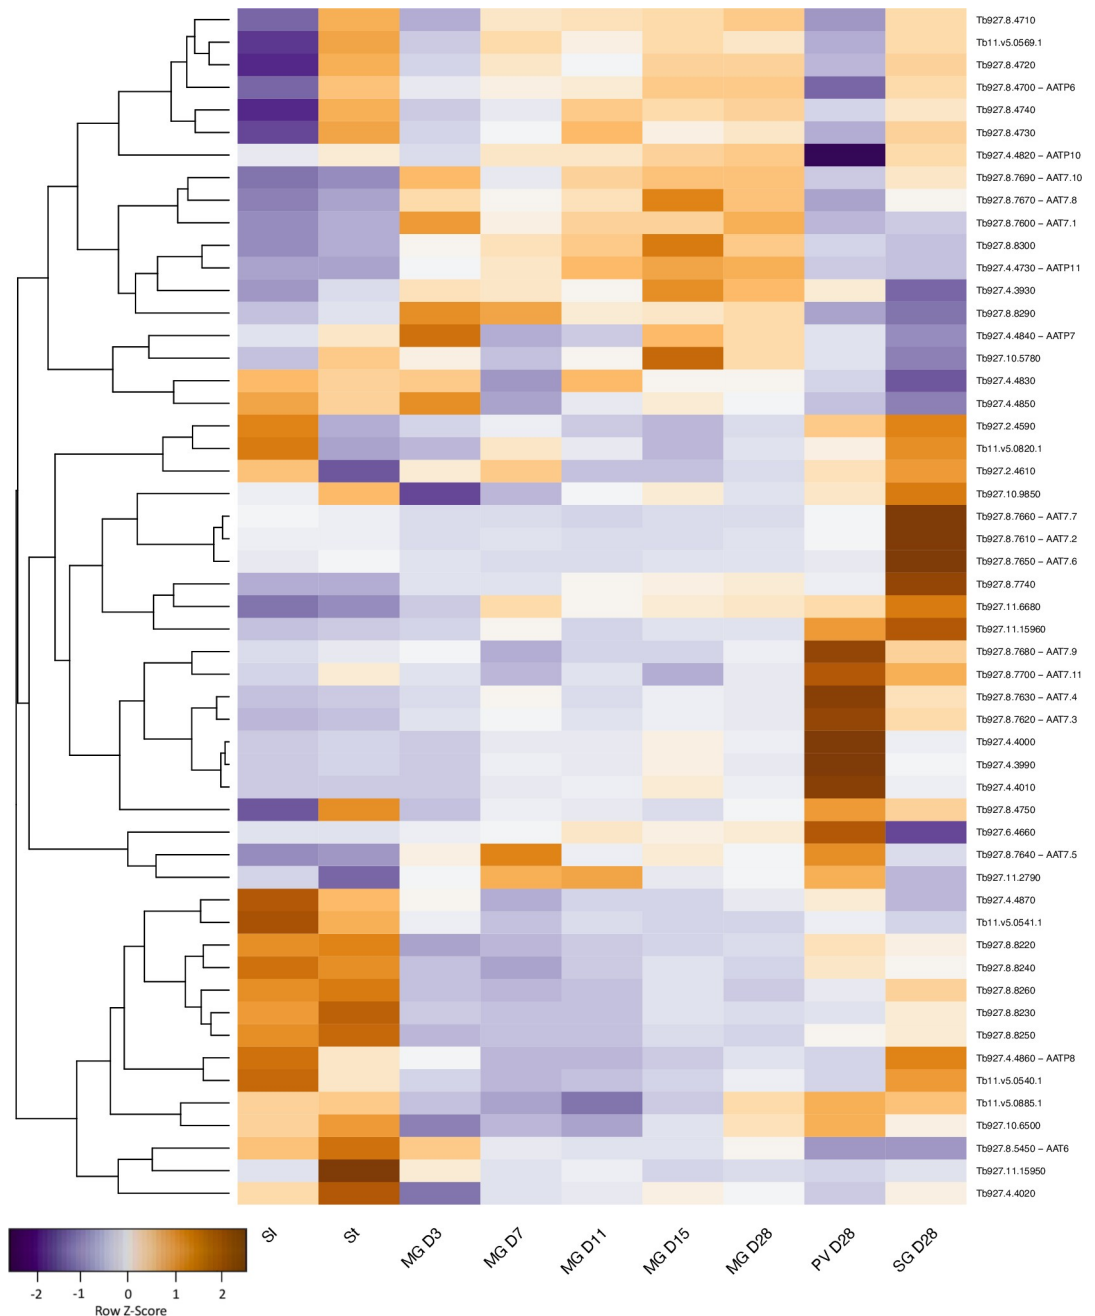 Tb927.8.4710
Tb11.v5.0569.1
Tb927.8.4720
Tb927.8.4700 − AATP6
Tb927.8.4740
Tb927.8.4730
Tb927.4.4820 − AATP10
Tb927.8.7690 − AAT7.10
Tb927.8.7670 − AAT7.8
Tb927.8.7600 − AAT7.1
Tb927.8.8300
Tb927.4.4730 − AATP11
Tb927.4.3930
Tb927.8.8290
Tb927.4.4840 − AATP7
Tb927.10.5780
Tb927.4.4830
Tb927.4.4850
Tb927.2.4590
Tb11.v5.0820.1
Tb927.2.4610
Tb927.10.9850
Tb927.8.7660 − AAT7.7
Tb927.8.7610 − AAT7.2
Tb927.8.7650 − AAT7.6
Tb927.8.7740
Tb927.11.6680
Tb927.11.15960
Tb927.8.7680 − AAT7.9
Tb927.8.7700 − AAT7.11
Tb927.8.7630 − AAT7.4
Tb927.8.7620 − AAT7.3
Tb927.4.4000
Tb927.4.3990
Tb927.4.4010
Tb927.8.4750
Tb927.6.4660
Tb927.8.7640 − AAT7.5
Tb927.11.2790
Tb927.4.4870
Tb11.v5.0541.1
Tb927.8.8220
Tb927.8.8240
Tb927.8.8260
Tb927.8.8230
Tb927.8.8250
Tb927.4.4860 − AATP8
Tb11.v5.0540.1
Tb11.v5.0885.1
Tb927.10.6500
Tb927.8.5450 − AAT6
Tb927.11.15950
Tb927.4.4020
Sl St MG D3 MG D7 MG D11 MG D15 MG D28 PV D28 SG D28
-2 -1 0 1 2
Row Z-Score